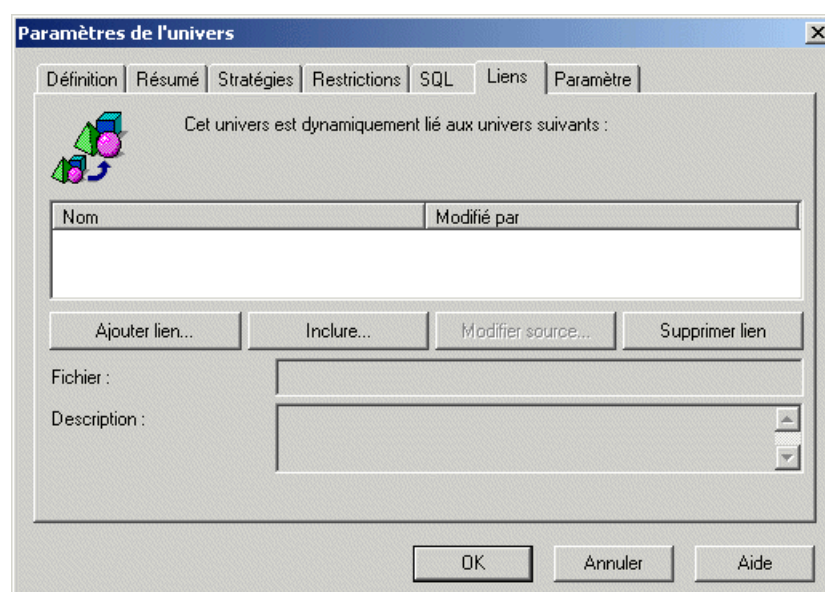 Paramètres de l'univers
Définition Résumé Stratégies Restrictions SQL Liens Paramètre
Cet univers est dynamiquement lié aux univers suivants :
Nom Modifié par
Ajouter lien... Inclure... Modifier source... Supprimer lien
Fichier :
Description :
OK Annuler Aide